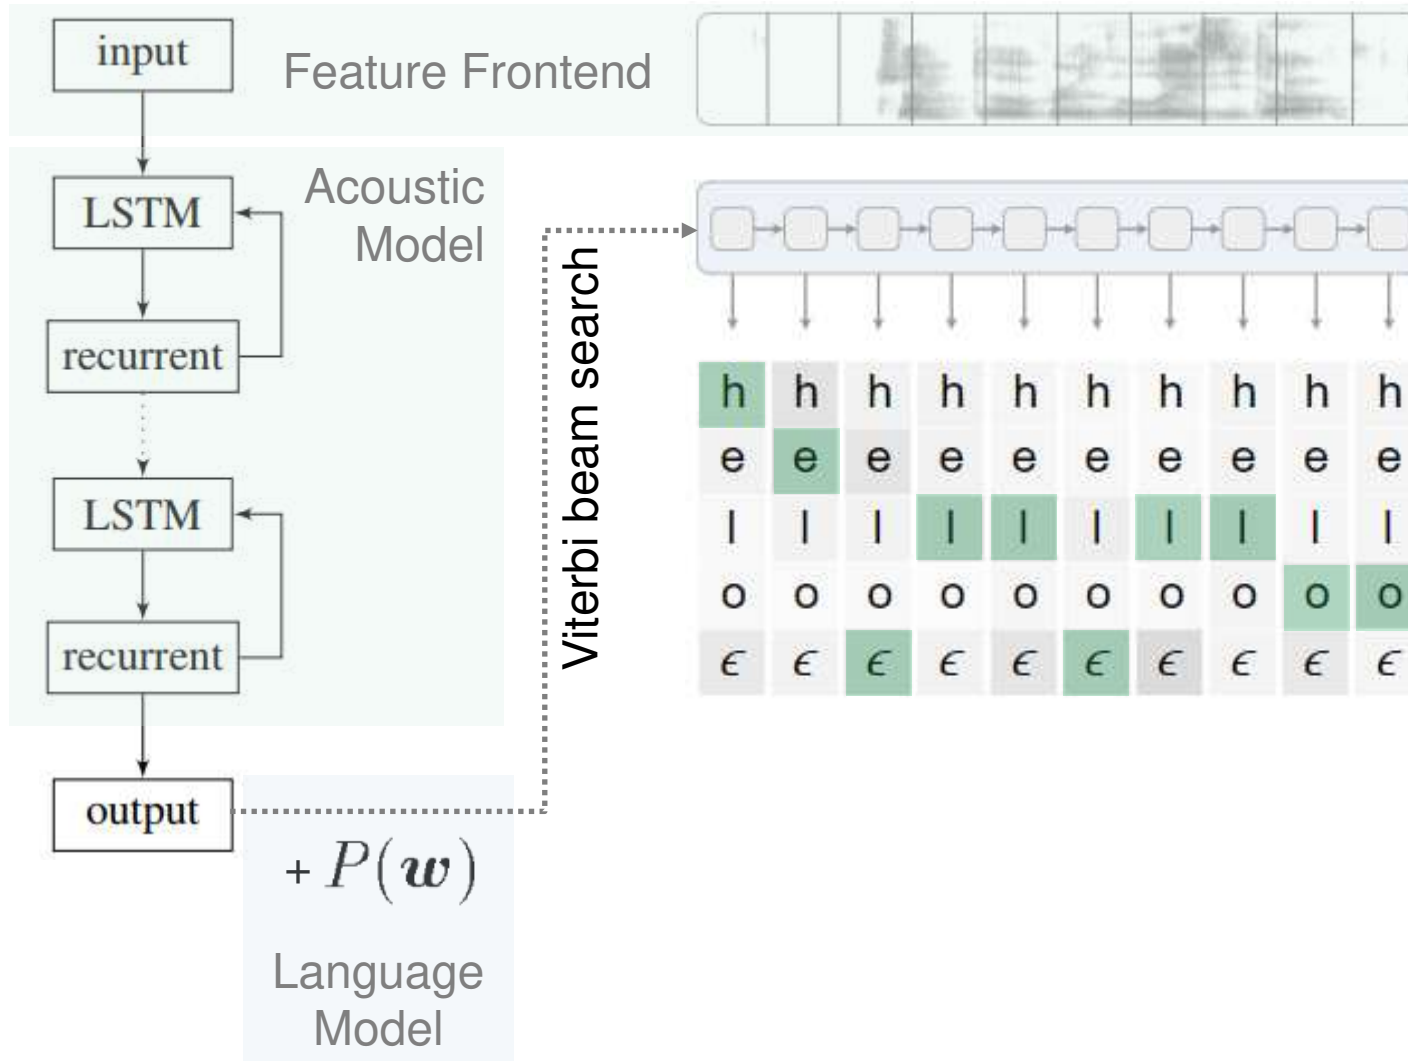 input
Feature Frontend
LSTM
Acoustic
Model
recurrent
LSTM
recurrent
output
+ P(w)
Language
Model
Viterbi beam search
h h h h h h h h h h
e e e e e e e e e e
l l l l l l l l l l
o o o o o o o o o o
ϵ ϵ ϵ ϵ ϵ ϵ ϵ ϵ ϵ ϵ